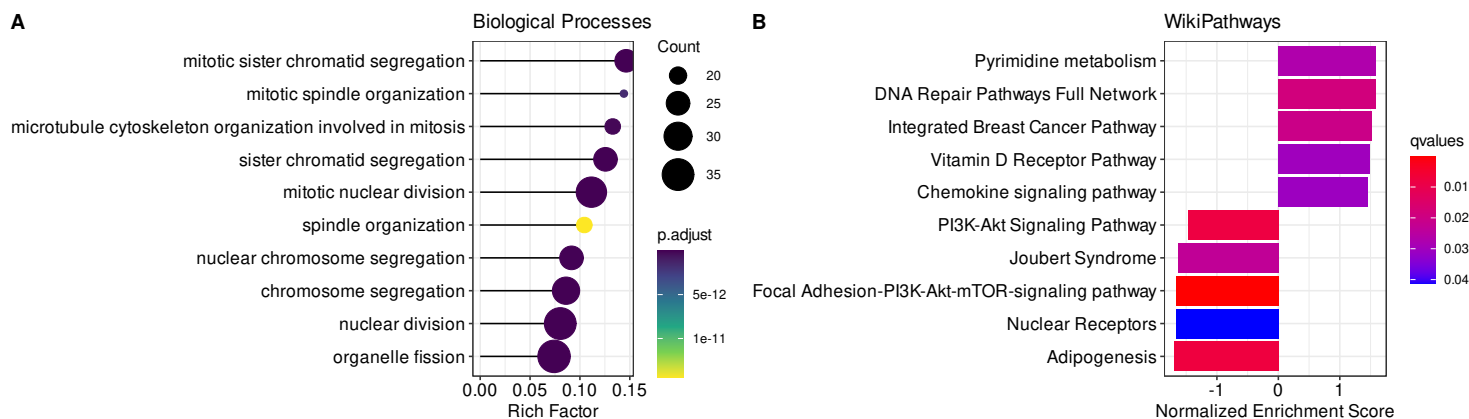 A
Biological Processes
mitotic sister chromatid segregation
mitotic spindle organization
microtubule cytoskeleton organization involved in mitosis
sister chromatid segregation
mitotic nuclear division
spindle organization
nuclear chromosome segregation
chromosome segregation
nuclear division
organelle fission
0.00 0.05 0.10 0.15
Rich Factor
Count
20
25
30
35
p.adjust
5e-12
1e-11
B
WikiPathways
Pyrimidine metabolism
DNA Repair Pathways Full Network
Integrated Breast Cancer Pathway
Vitamin D Receptor Pathway
Chemokine signaling pathway
PI3K-Akt Signaling Pathway
Joubert Syndrome
Focal Adhesion-PI3K-Akt-mTOR-signaling pathway
Nuclear Receptors
Adipogenesis
-1 0 1
Normalized Enrichment Score
qvalues
0.01
0.02
0.03
0.04